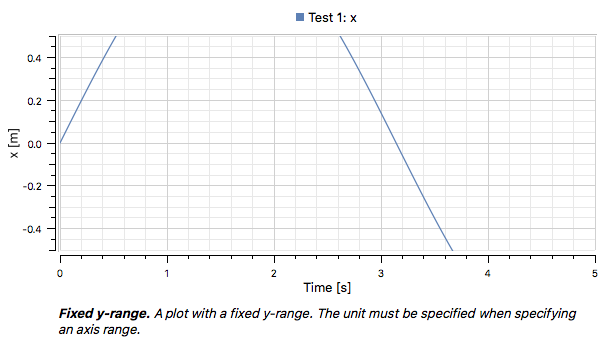 Test 1: x
0.4
0.2
0.0
-0.2
-0.4
x [m]
0 1 2 3 4 5
Time [s]
Fixed y-range. A plot with a fixed y-range. The unit must be specified when specifying
an axis range.